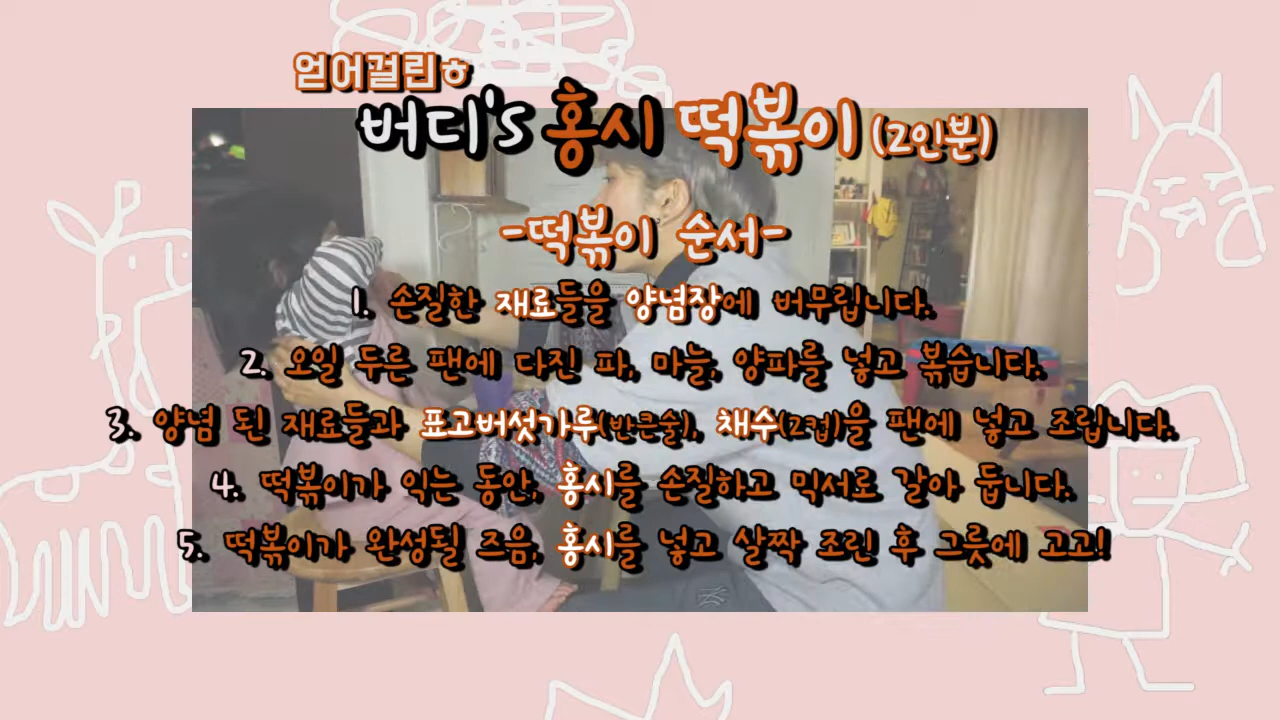 얻어걸린ㅎ
버디's 홍시 떡볶이 (2인분)
-떡볶이 순서-
1. 손질한 재료들을 양념장에 버무립니다.
2. 오일 두른 팬에 다진 파, 마늘, 양파를 넣고 볶습니다.
3. 양념 된 재료들과 표고버섯가루(반큰술), 채수(2컵)을 팬에 넣고 조립니다.
4. 떡볶이가 익는 동안, 홍시를 손질하고 믹서로 갈아 둡니다.
5. 떡볶이가 완성될 즈음, 홍시를 넣고 살짝 조린 후 그릇에 고고!